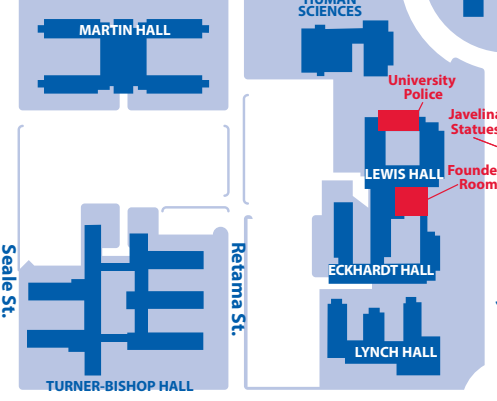 HUMAN
SCIENCES
MARTIN HALL
University
Police
Javelina
Statues
LEWIS HALL
Founde
Room
Seale St.
Retama St.
ECKHARDT HALL
LYNCH HALL
TURNER-BISHOP HALL